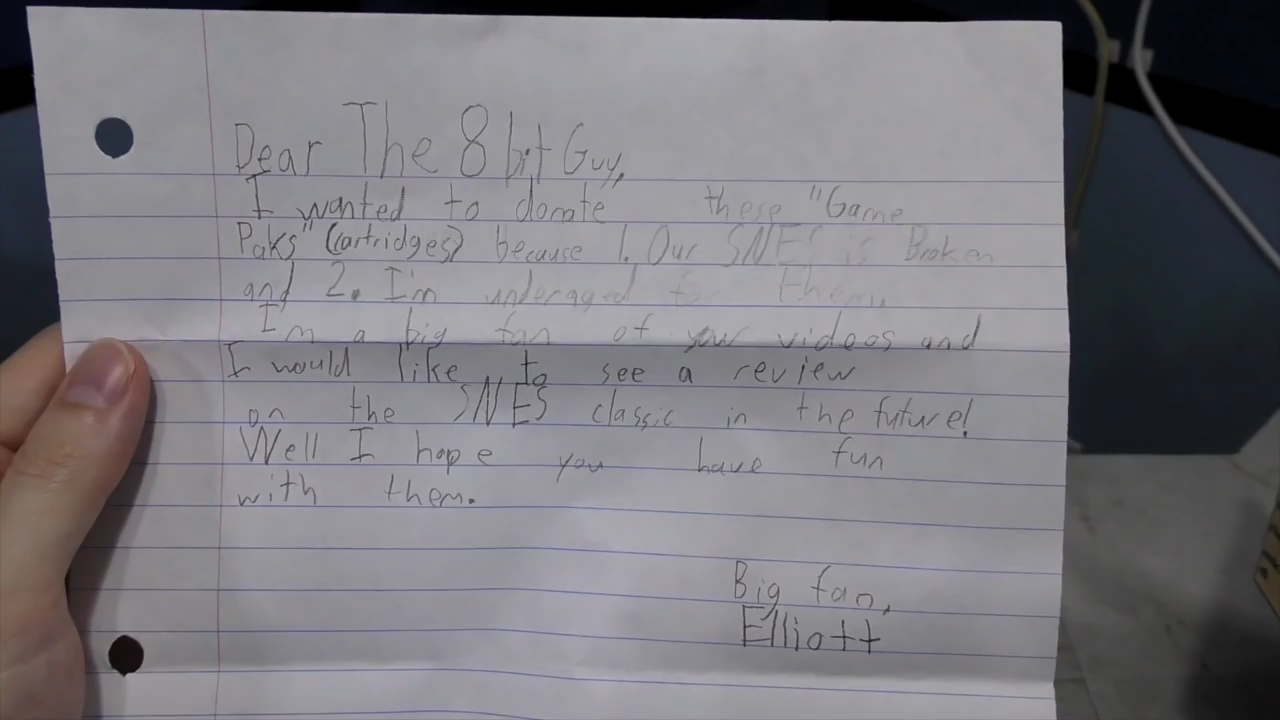 Dear The 8 bit Guy,
I wanted to donate these "Game
Paks" (cartridges) because 1. Our SNES is Broken
and 2. I'm underaged for them.
I'm a big fan of your videos and
I would like to see a review
on the SNES classic in the future!
Well I hope you have fun
with them.
Big fan,
Elliott